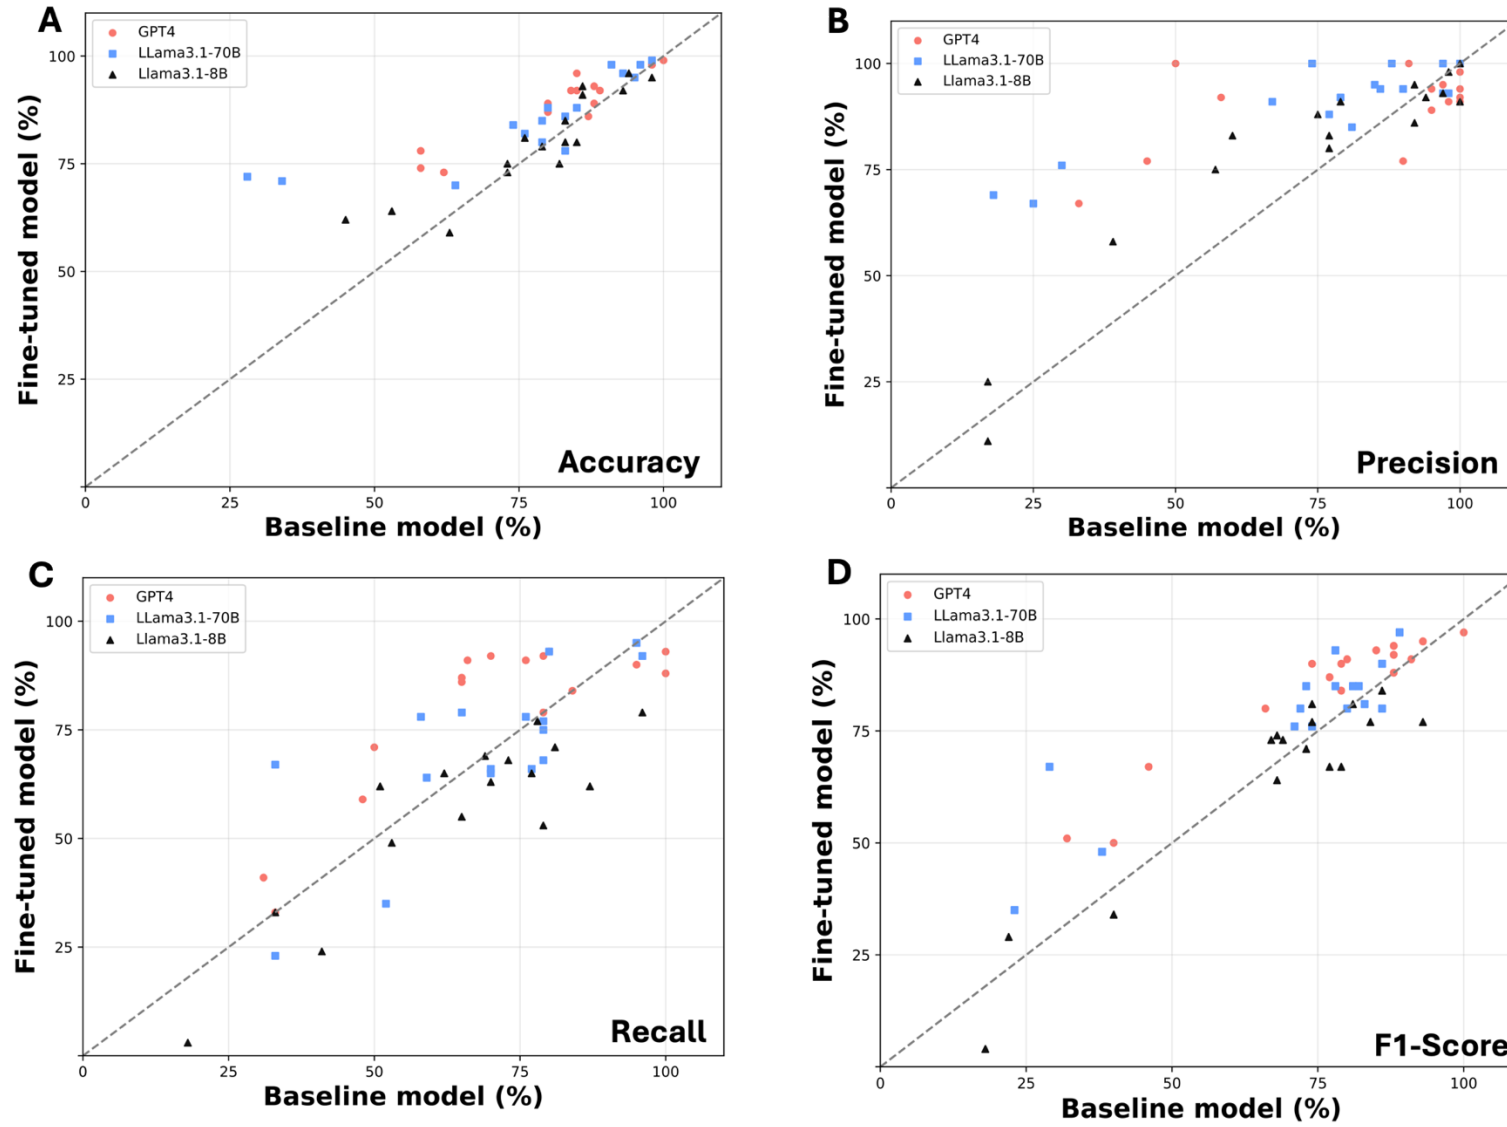 A
GPT4
LLama3.1-70B
Llama3.1-8B
100
75
50
25
0
25
50
75
100
Fine-tuned model (%)
Baseline model (%)
Accuracy
B
GPT4
LLama3.1-70B
Llama3.1-8B
100
75
50
25
0
25
50
75
100
Fine-tuned model (%)
Baseline model (%)
Precision
C
GPT4
LLama3.1-70B
Llama3.1-8B
100
75
50
25
0
25
50
75
100
Fine-tuned model (%)
Baseline model (%)
Recall
D
GPT4
LLama3.1-70B
Llama3.1-8B
100
75
50
25
0
25
50
75
100
Fine-tuned model (%)
Baseline model (%)
F1-Score